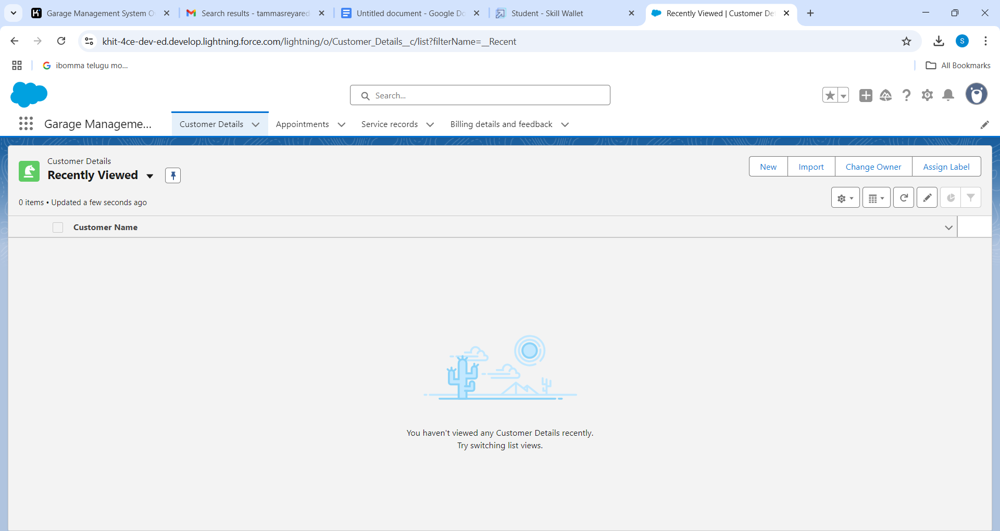 Garage Management System O
Search results - tammasreyared
Untitled document - Google Do
Student - Skill Wallet
Recently Viewed | Customer De
khit-4ce-dev-ed.develop.lightning.force.com/lightning/o/Customer_Details__c/list?filterName=__Recent
S
ibomma telugu mo...
All Bookmarks
Search...
Garage Manageme...
Customer Details
Appointments
Service records
Billing details and feedback
Customer Details
Recently Viewed
New
Import
Change Owner
Assign Label
0 items • Updated a few seconds ago
Customer Name
You haven't viewed any Customer Details recently.
Try switching list views.